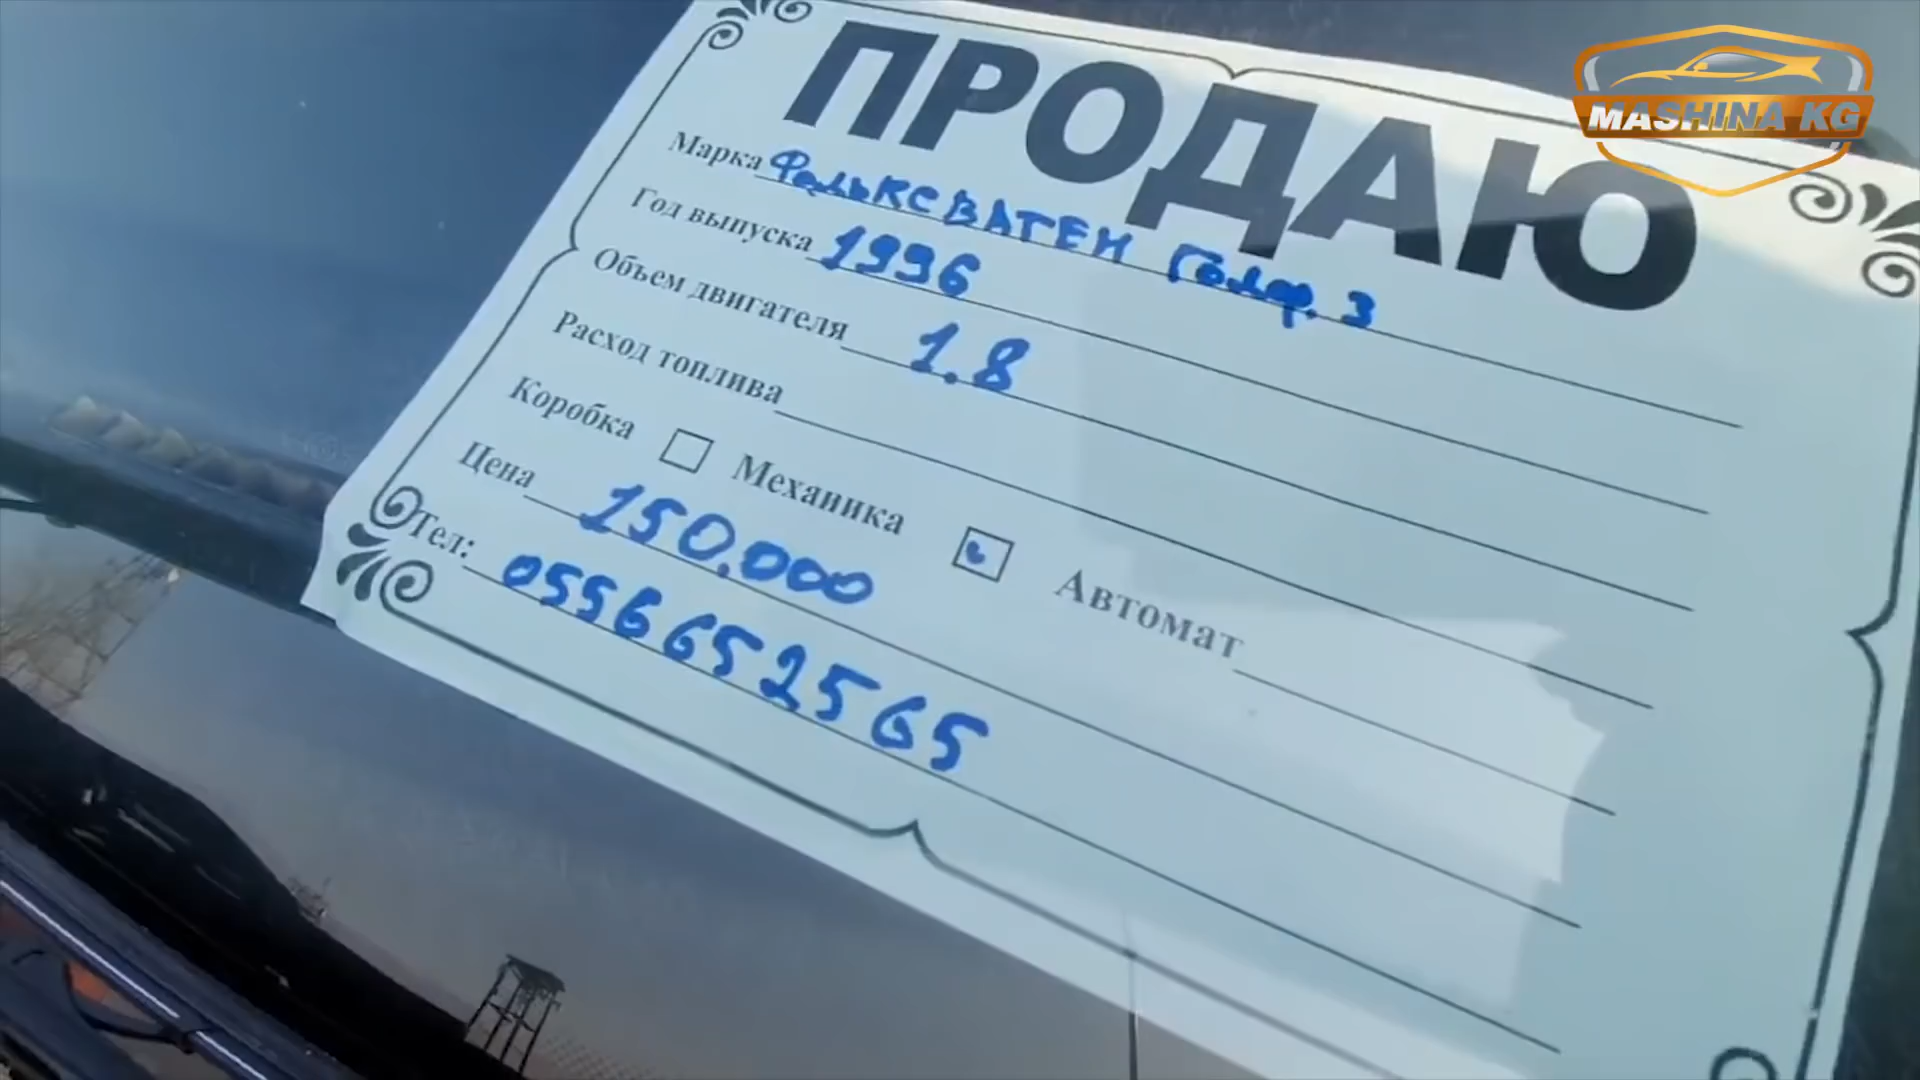 MASHINA KG
ПРОДАЮ
Марка Фольксваген Голф. 3
Год выпуска 1996
Объем двигателя 1.8
Расход топлива
Коробка Механика Автомат
Цена 150.000
Тел: 0556652565